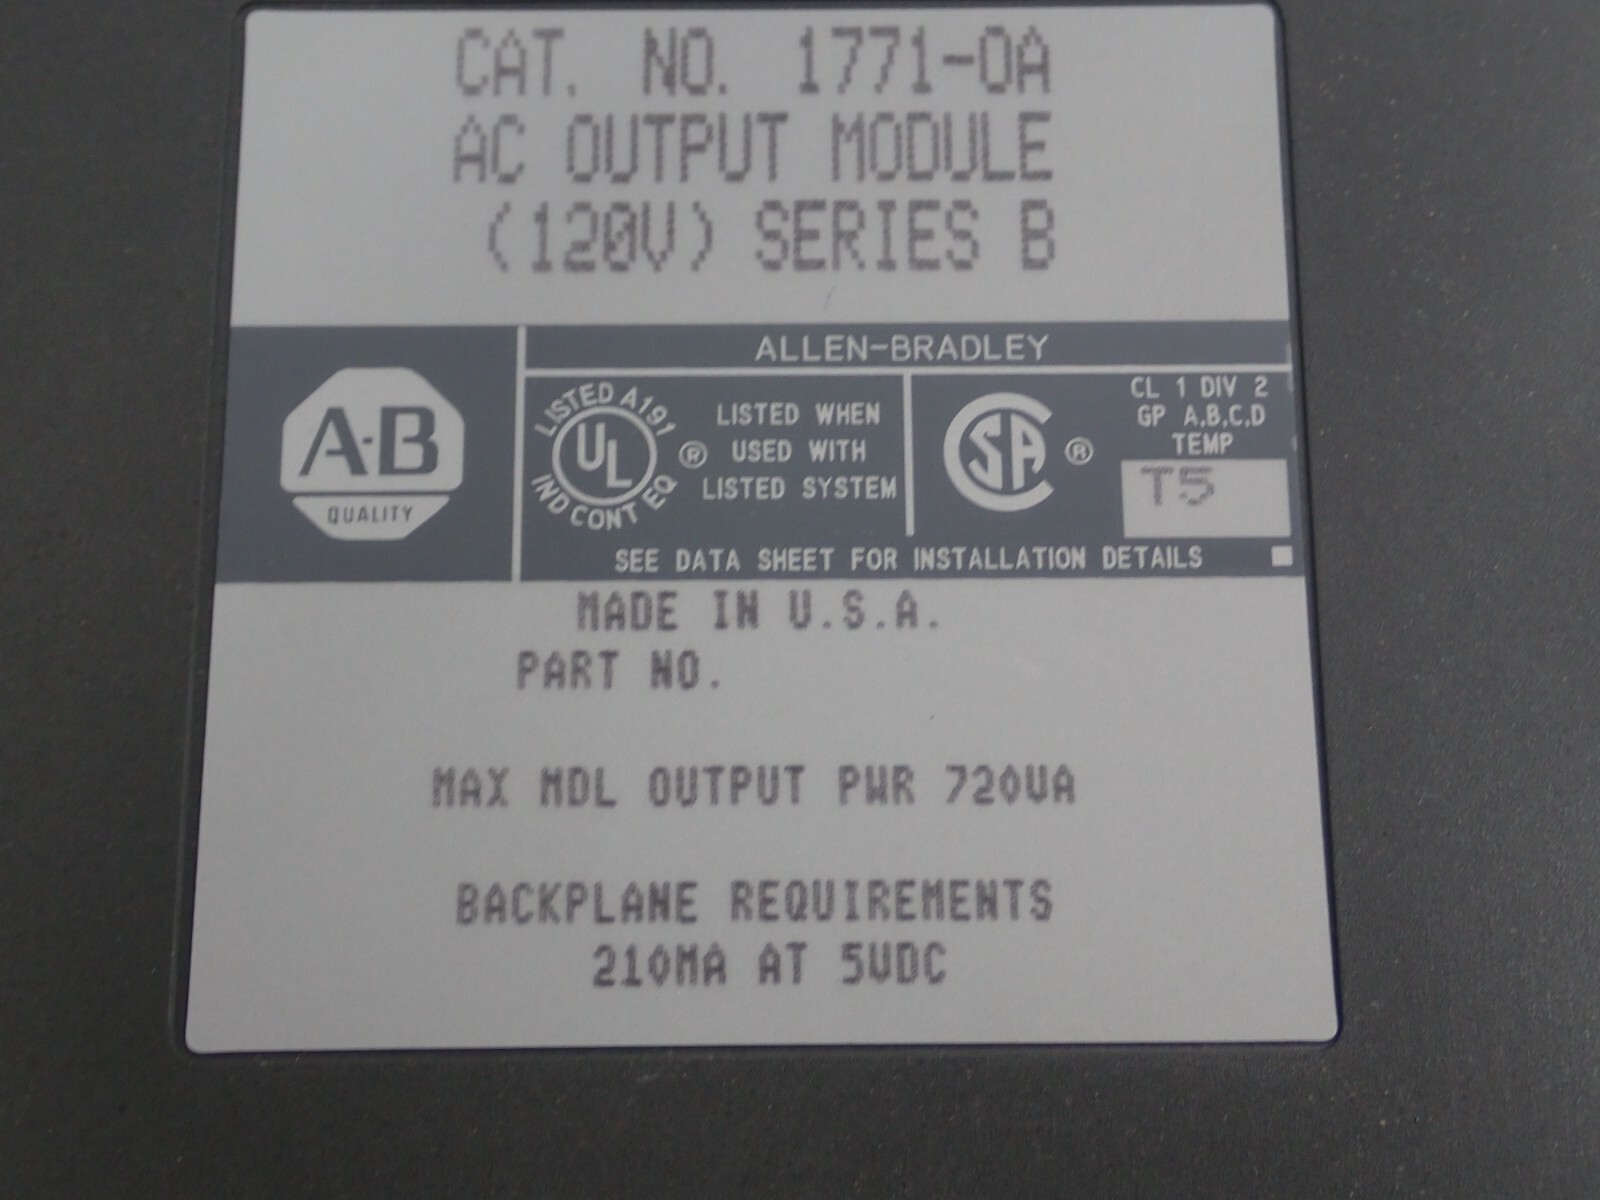 CAT. NO. 1771-OA
AC OUTPUT MODULE
(120V) SERIES B
ALLEN-BRADLEY
A-B
QUALITY
LISTED A191
UL
IND CONT EQ
®
LISTED WHEN
USED WITH
LISTED SYSTEM
SA
®
CL 1 DIV 2
GP A,B,C,D
TEMP
T5
SEE DATA SHEET FOR INSTALLATION DETAILS
MADE IN U.S.A.
PART NO.
MAX MDL OUTPUT PWR 720VA
BACKPLANE REQUIREMENTS
210MA AT 5VDC